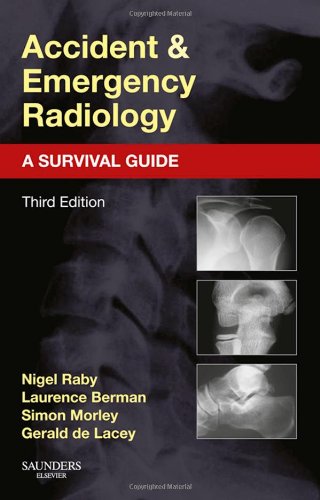 Accident &
Emergency
Radiology
A SURVIVAL GUIDE
Third Edition
Nigel Raby
Laurence Berman
Simon Morley
Gerald de Lacey
SAUNDERS
ELSEVIER